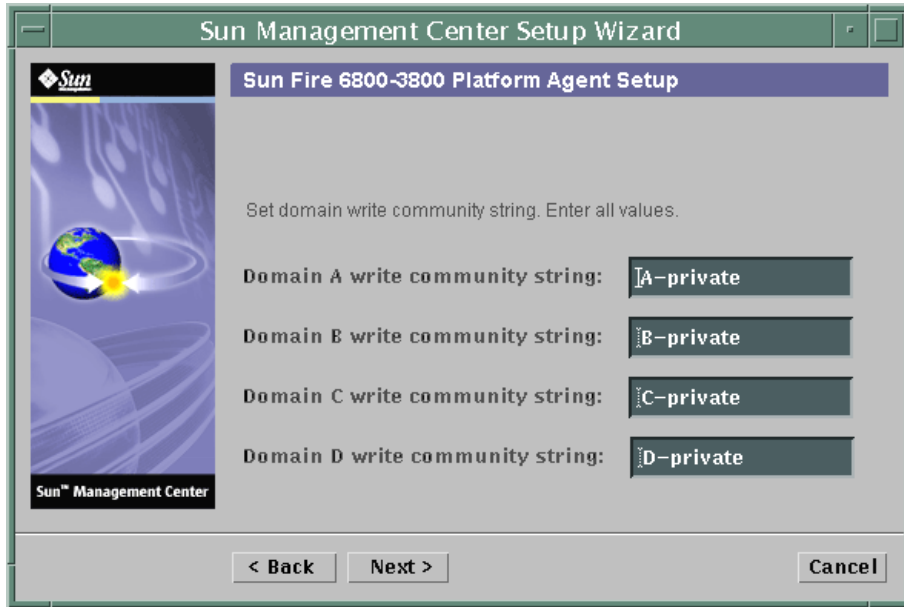 Sun Management Center Setup Wizard
Sun
Sun Fire 6800-3800 Platform Agent Setup
Set domain write community string. Enter all values.
Domain A write community string: A-private
Domain B write community string: B-private
Domain C write community string: C-private
Domain D write community string: D-private
Sun™ Management Center
< Back Next > Cancel